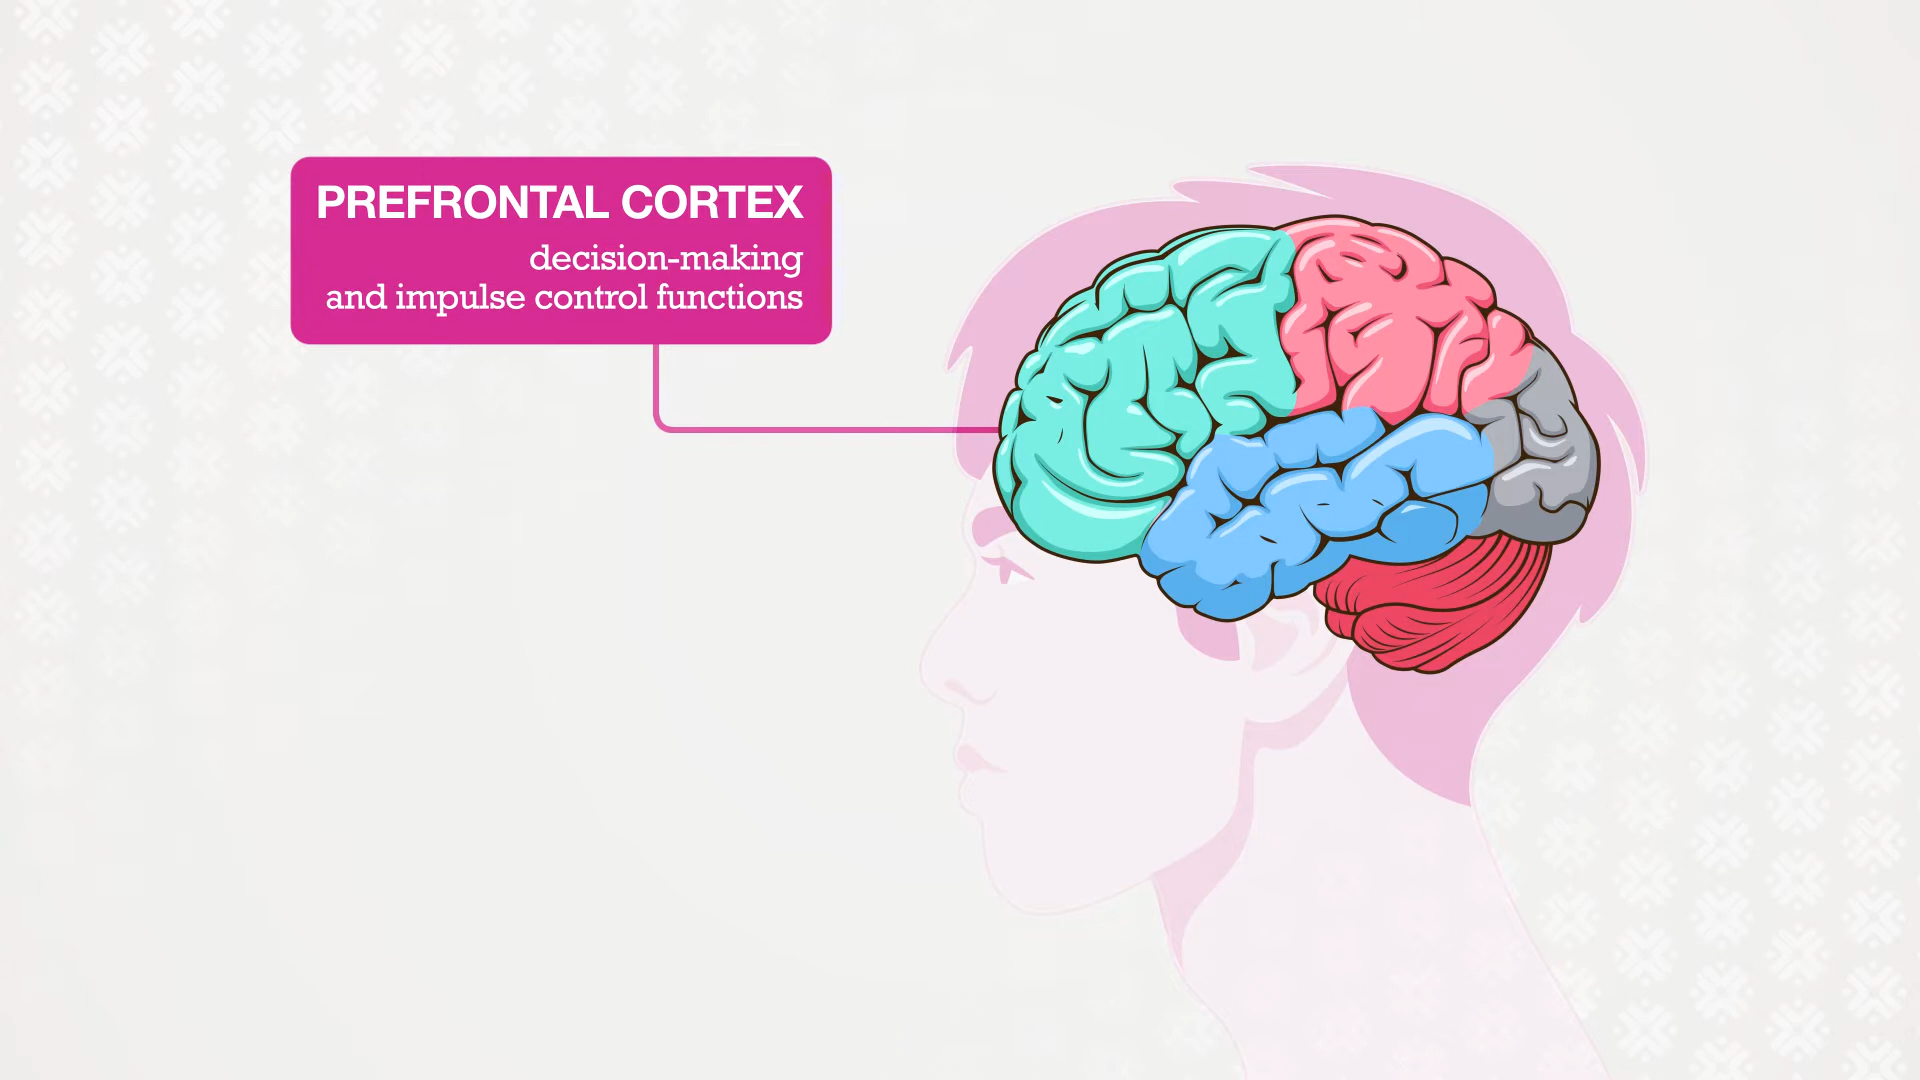 PREFRONTAL CORTEX
decision-making
and impulse control functions